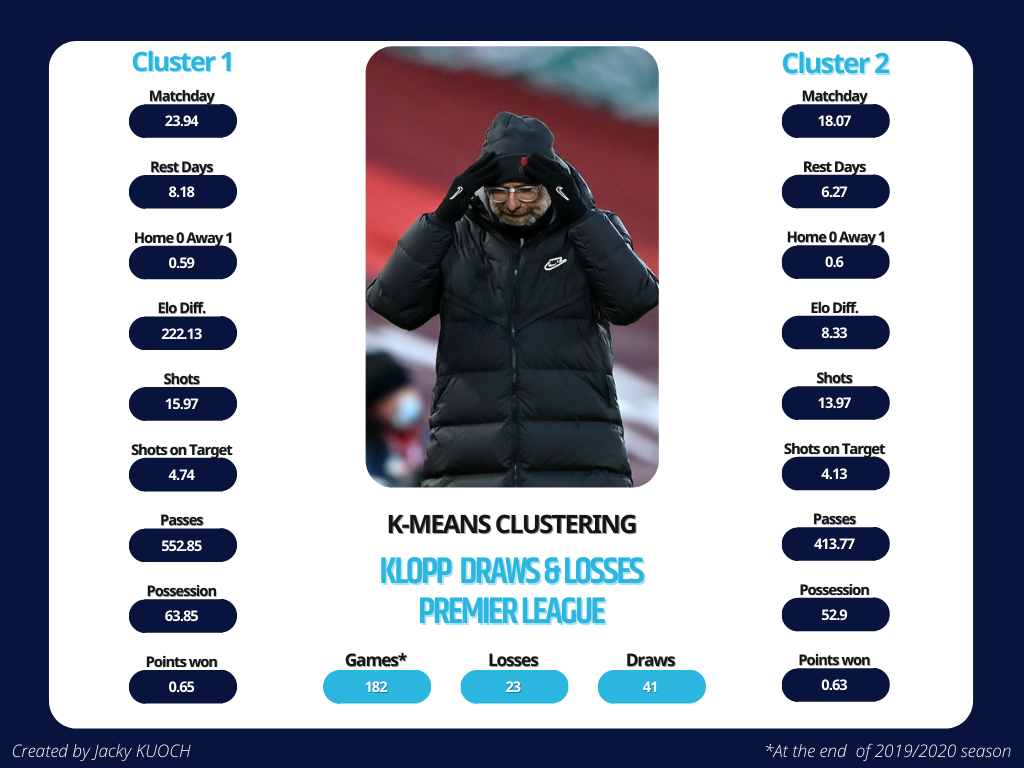 Cluster 1
Matchday
23.94
Rest Days
8.18
Home 0 Away 1
0.59
Elo Diff.
222.13
Shots
15.97
Shots on Target
4.74
Passes
552.85
Possession
63.85
Points won
0.65
K-MEANS CLUSTERING
KLOPP DRAWS & LOSSES
PREMIER LEAGUE
Games* Losses Draws
182 23 41
Cluster 2
Matchday
18.07
Rest Days
6.27
Home 0 Away 1
0.6
Elo Diff.
8.33
Shots
13.97
Shots on Target
4.13
Passes
413.77
Possession
52.9
Points won
0.63
Created by Jacky KUOCH
*At the end of 2019/2020 season